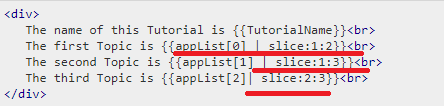 <div>
The name of this Tutorial is {{TutorialName}}<br>
The first Topic is {{appList[0] | slice:1:2}}<br>
The second Topic is {{appList[1] | slice:1:3}}<br>
The third Topic is {{appList[2]| slice:2:3}}<br>
</div>